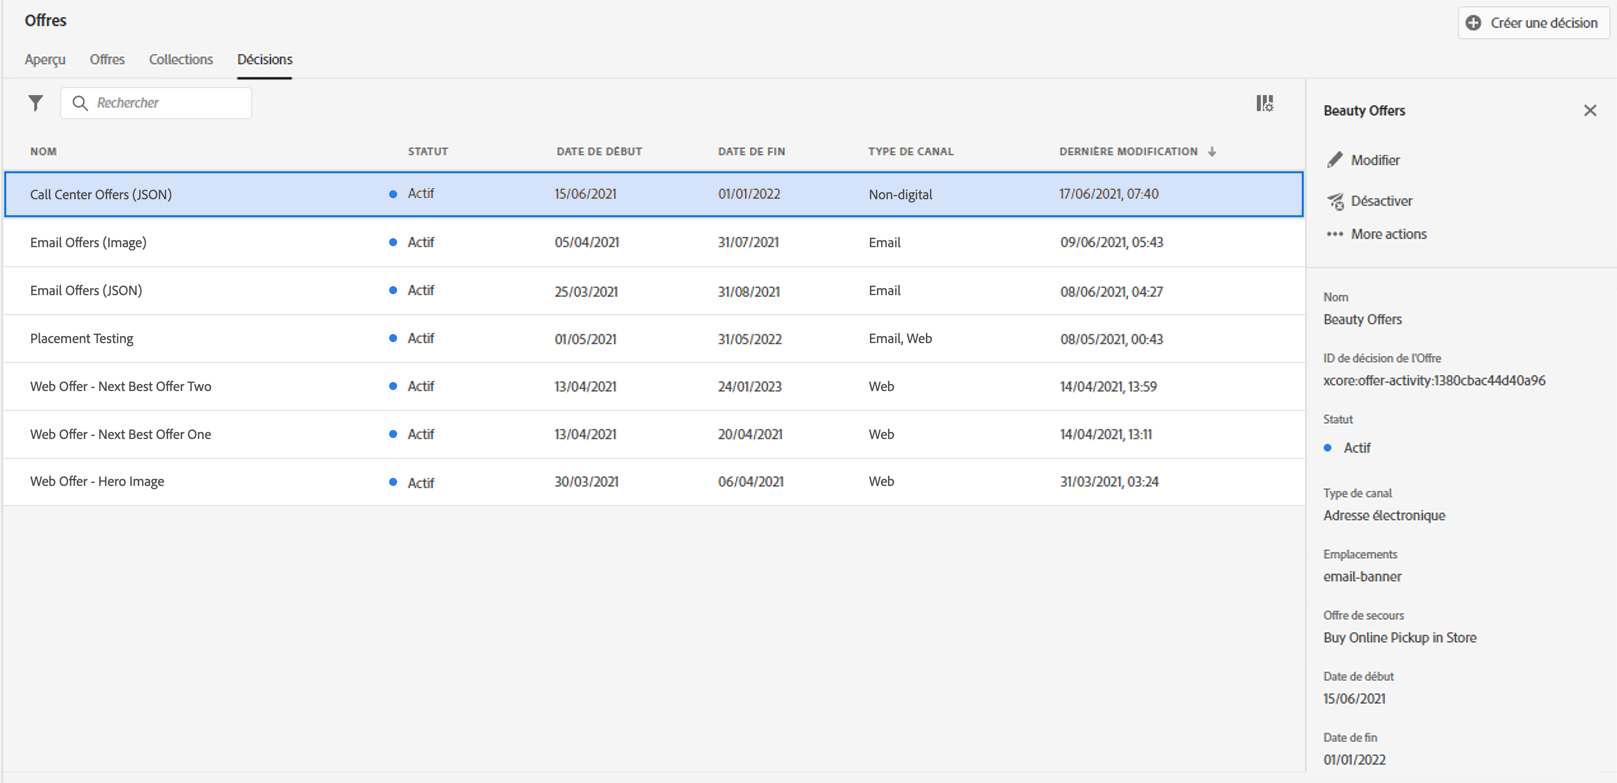 Offres
Créer une décision
Aperçu Offres Collections Décisions
Rechercher
NOM STATUT DATE DE DÉBUT DATE DE FIN TYPE DE CANAL DERNIÈRE MODIFICATION
Call Center Offers (JSON) Actif 15/06/2021 01/01/2022 Non-digital 17/06/2021, 07:40
Email Offers (Image) Actif 05/04/2021 31/07/2021 Email 09/06/2021, 05:43
Email Offers (JSON) Actif 25/03/2021 31/08/2021 Email 08/06/2021, 04:27
Placement Testing Actif 01/05/2021 31/05/2022 Email, Web 08/05/2021, 00:43
Web Offer - Next Best Offer Two Actif 13/04/2021 24/01/2023 Web 14/04/2021, 13:59
Web Offer - Next Best Offer One Actif 13/04/2021 20/04/2021 Web 14/04/2021, 13:11
Web Offer - Hero Image Actif 30/03/2021 06/04/2021 Web 31/03/2021, 03:24
Beauty Offers
Modifier
Désactiver
More actions
Nom
Beauty Offers
ID de décision de l'Offre
xcore:offer-activity:1380cbac44d40a96
Statut
Actif
Type de canal
Adresse électronique
Emplacements
email-banner
Offre de secours
Buy Online Pickup in Store
Date de début
15/06/2021
Date de fin
01/01/2022